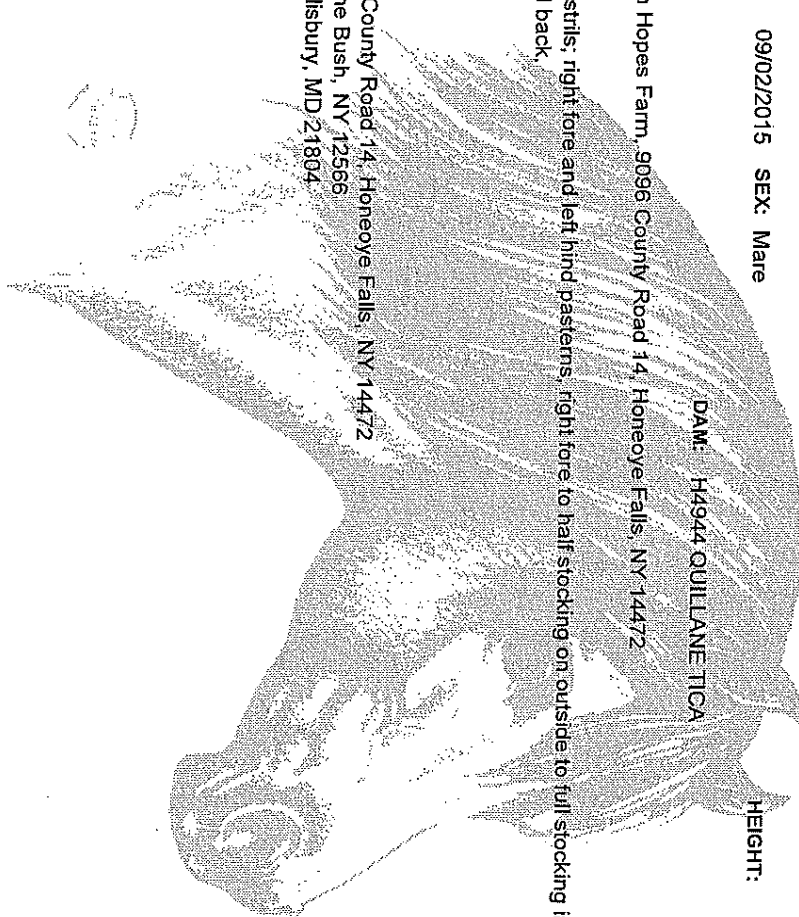 09/02/2015 SEX: Mare HEIGHT:
DAM: H4944 QUILLANE TICA
Hopes Farm, 9096 County Road 14, Honeoye Falls, NY 14472
strils; right fore and left hind pasterns, right fore to half stocking on outside to full stocking
back,
County Road 14, Honeoye Falls, NY 14472
ne Bush, NY 12566
lisbury, MD 21804